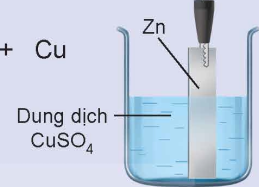 + Cu
Zn
Dung dịch
CuSO₄